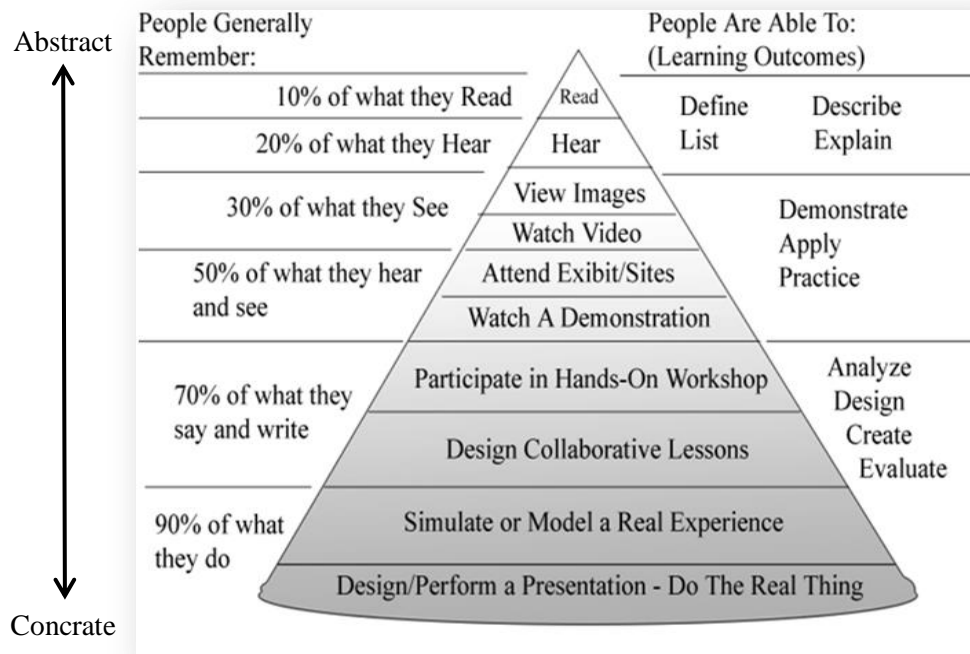 Abstract
People Generally
Remember:
People Are Able To:
(Learning Outcomes)
10% of what they Read
Read
Define
Describe
List
Explain
20% of what they Hear
Hear
30% of what they See
View Images
Watch Video
Demonstrate
Apply
Practice
50% of what they hear
and see
Attend Exibit/Sites
Watch A Demonstration
70% of what they
say and write
Participate in Hands-On Workshop
Design Collaborative Lessons
Analyze
Design
Create
Evaluate
90% of what
they do
Simulate or Model a Real Experience
Design/Perform a Presentation - Do The Real Thing
Concrate